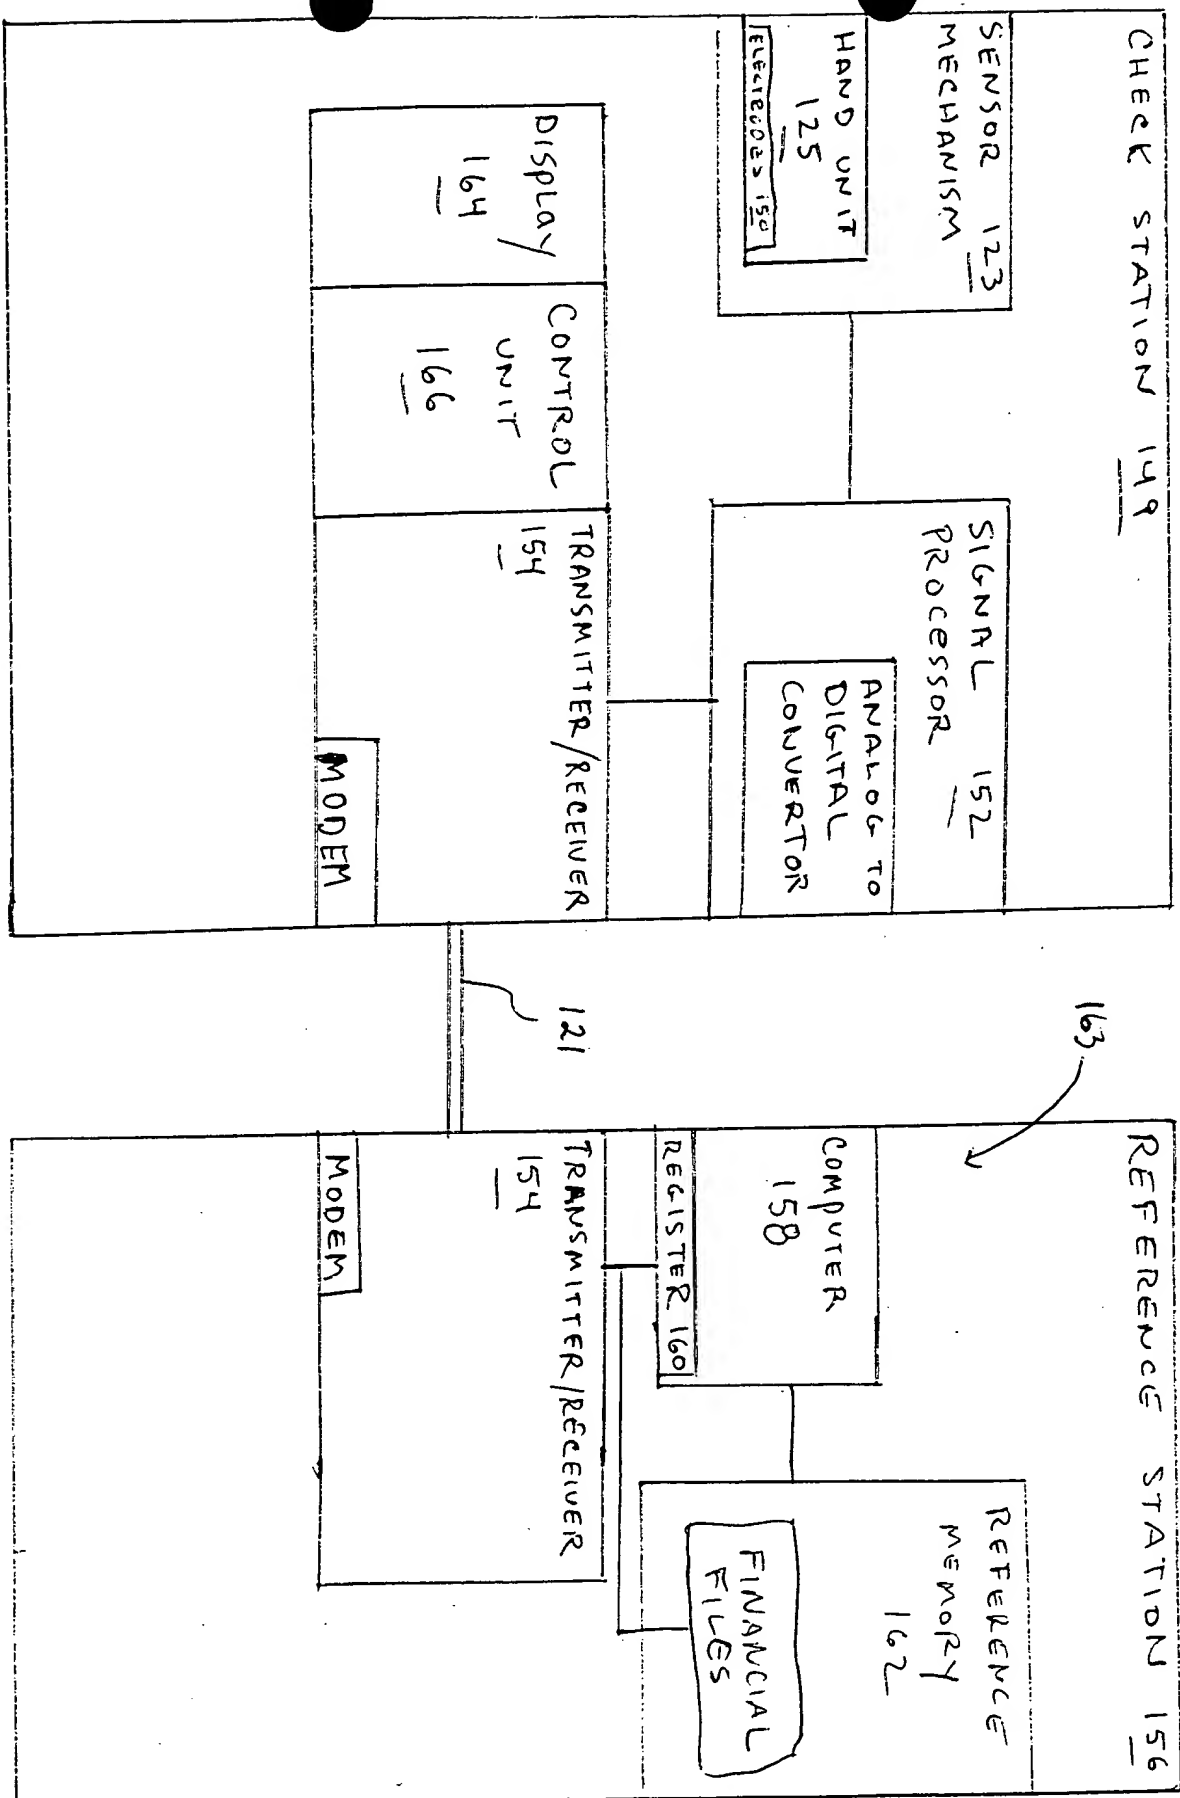 CHECK STATION 149
SENSOR 123
MECHANISM
HAND UNIT
125
ELECTRODES 150
SIGNAL
PROCESSOR 152
ANALOG TO
DIGITAL
CONVERTOR
DISPLAY
164
CONTROL
UNIT
166
TRANSMITTER/RECEIVER
154
MODEM
121
163
REFERENCE STATION 156
COMPUTER
158
REGISTER 160
REFERENCE
MEMORY
162
FINANCIAL
FILES
TRANSMITTER/RECEIVER
154
MODEM